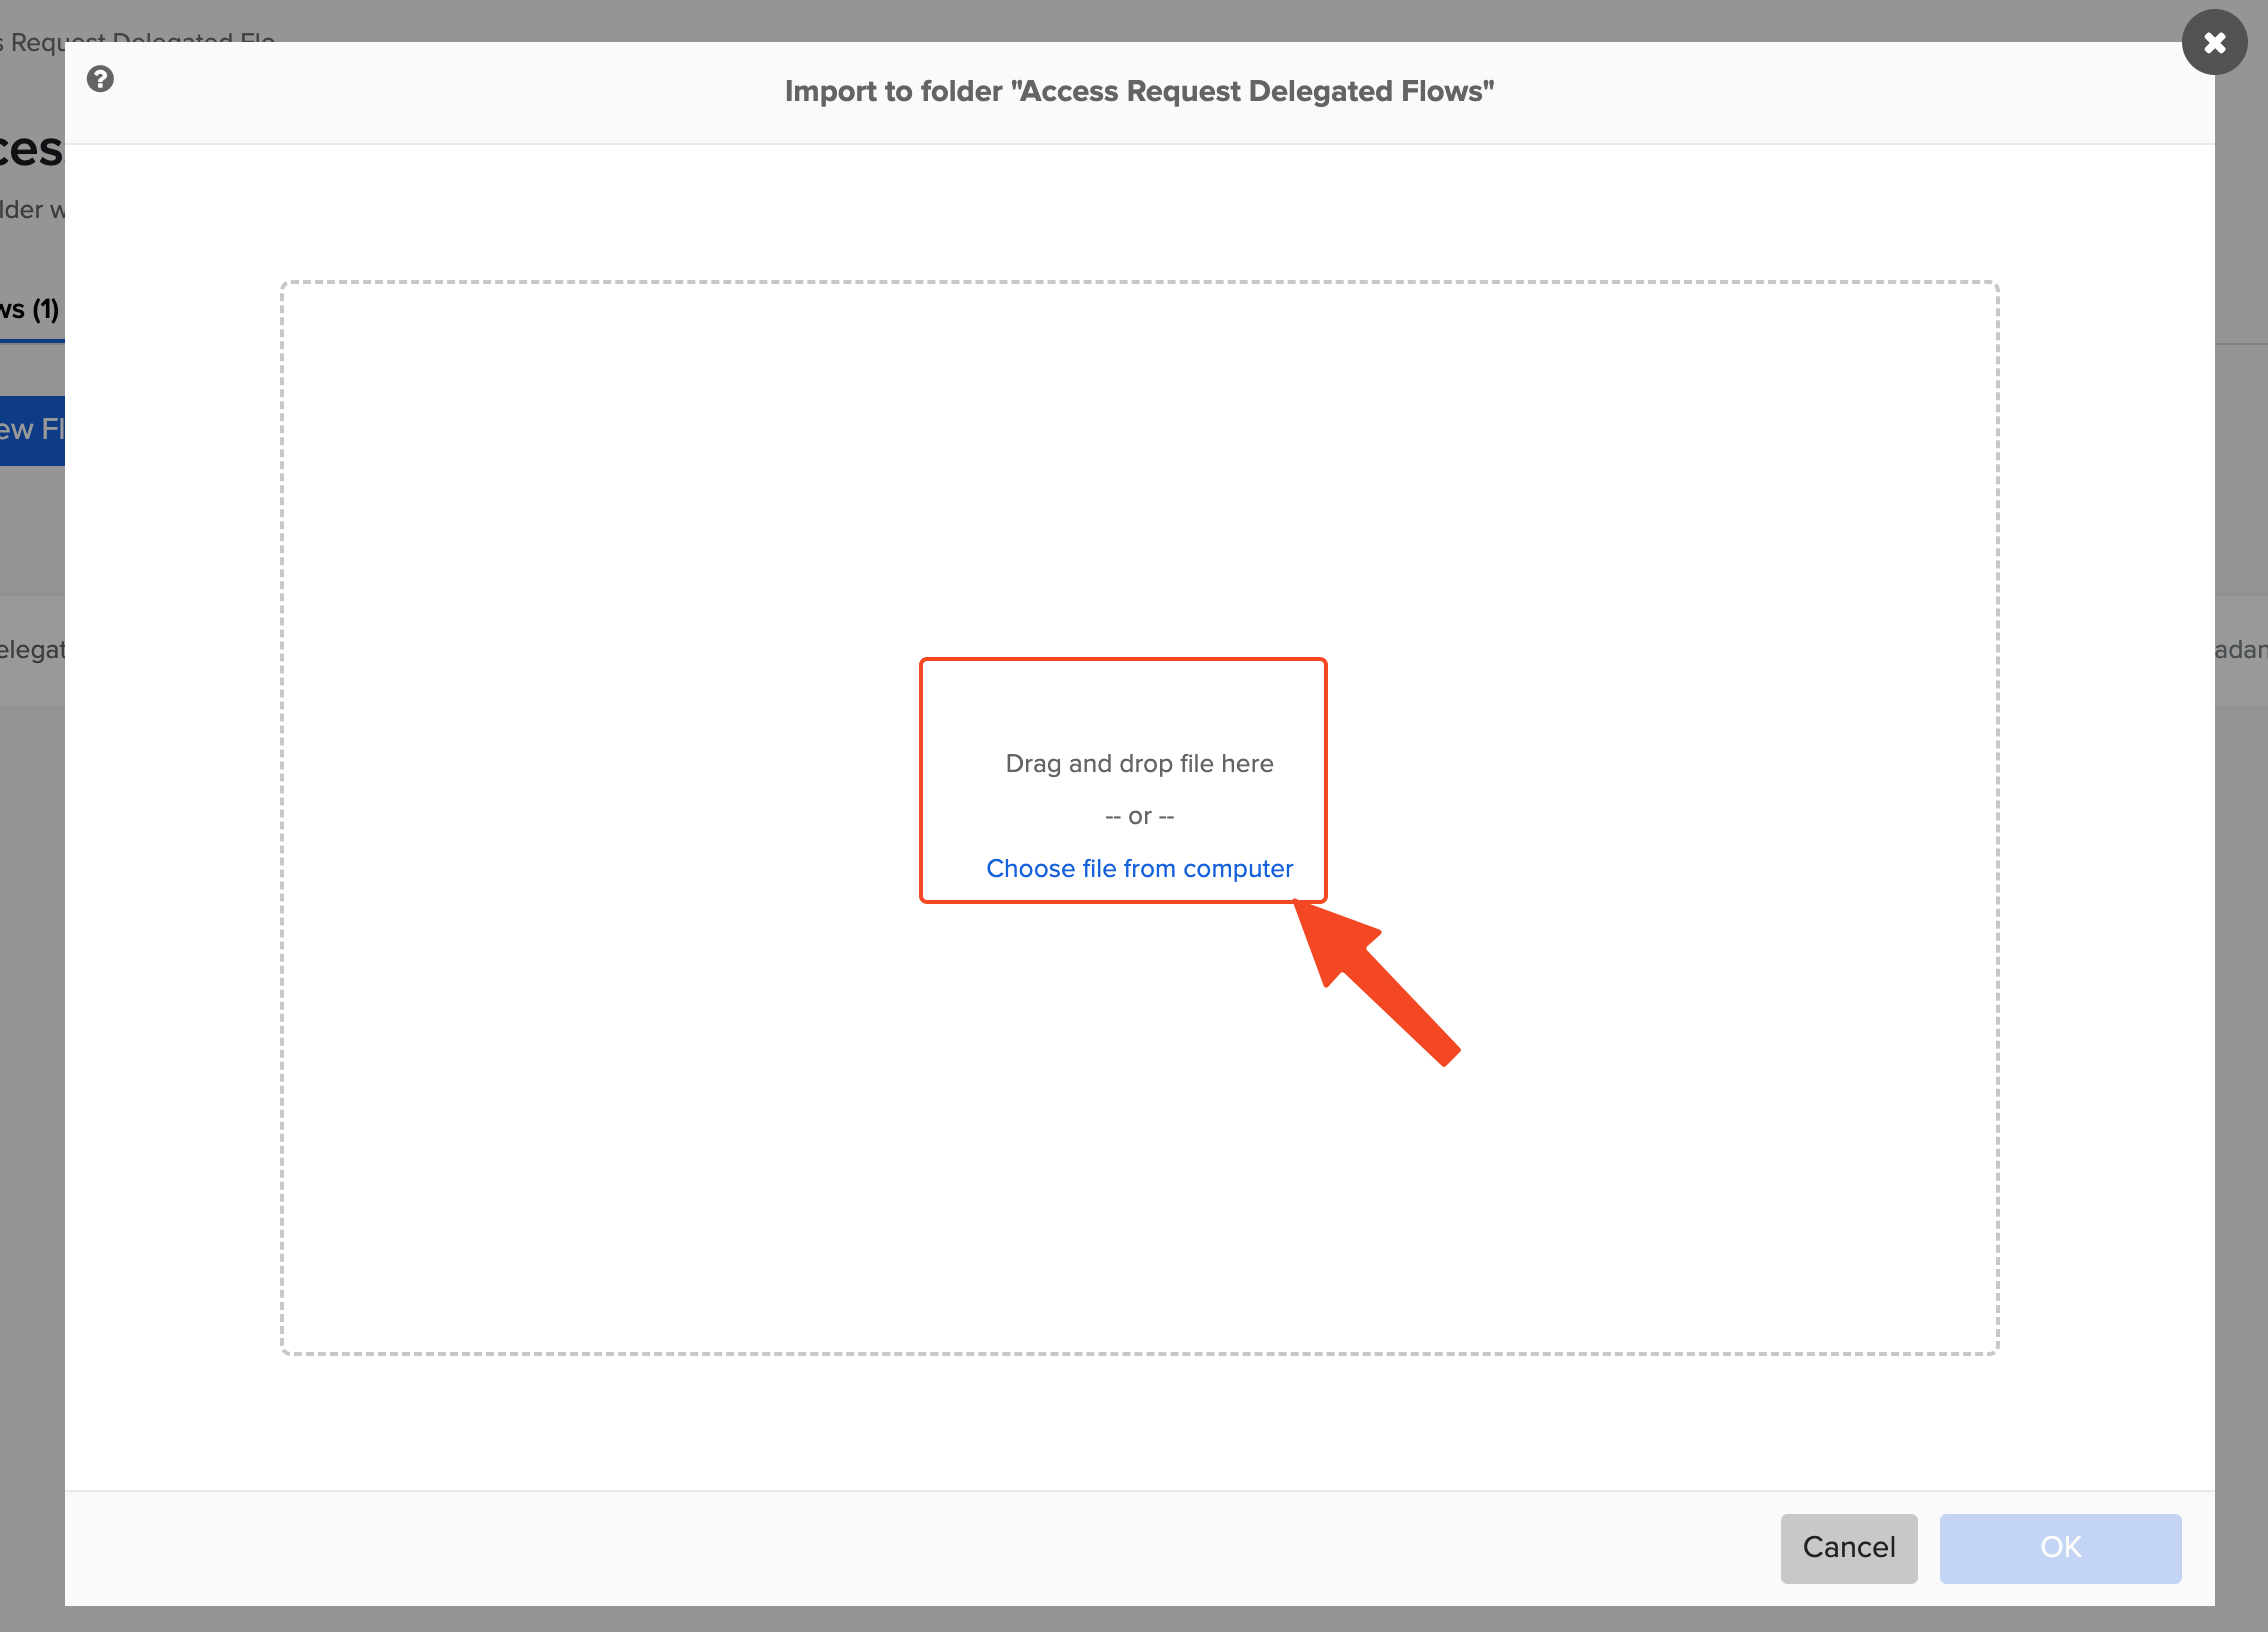 s Request Delegated Flo
Import to folder "Access Request Delegated Flows"
ces
lder w
ws (1)
ew Fl
elegat
adan
Drag and drop file here
-- or --
Choose file from computer
Cancel
OK